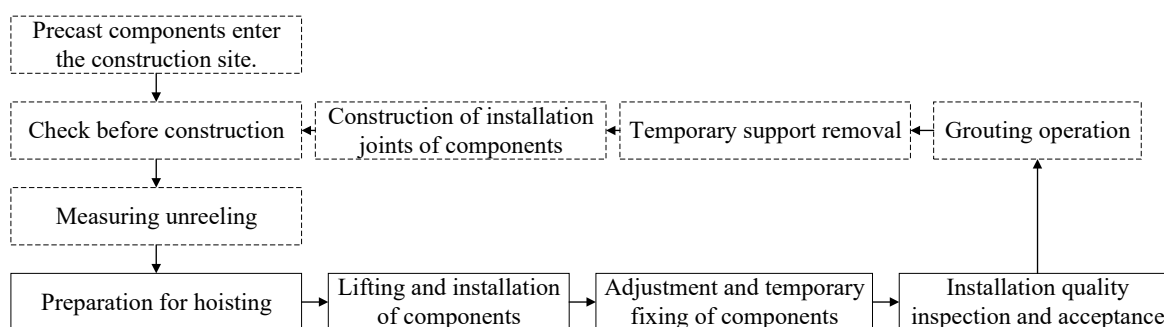 Precast components enter
the construction site.
Check before construction
Construction of installation
joints of components
Temporary support removal
Grouting operation
Measuring unreeling
Preparation for hoisting
Lifting and installation
of components
Adjustment and temporary
fixing of components
Installation quality
inspection and acceptance